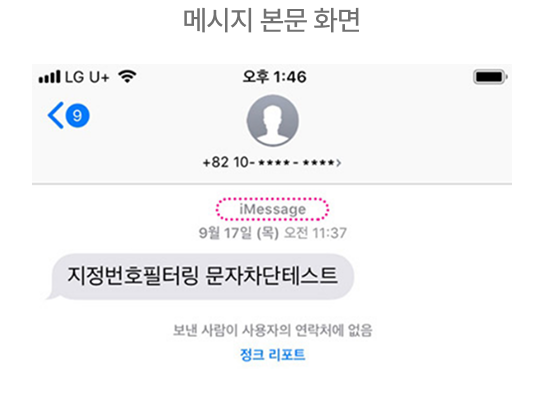 메시지 본문 화면
LG U+ 오후 1:46
9
+82 10-****-****>
iMessage
9월 17일 (목) 오전 11:37
지정번호필터링 문자차단테스트
보낸 사람이 사용자의 연락처에 없음
정크 리포트